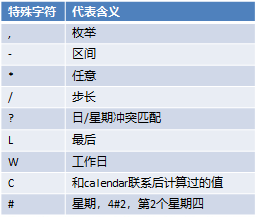 特殊字符 代表含义
, 枚举
- 区间
* 任意
/ 步长
? 日/星期冲突匹配
L 最后
W 工作日
C 和calendar联系后计算过的值
# 星期，4#2，第2个星期四